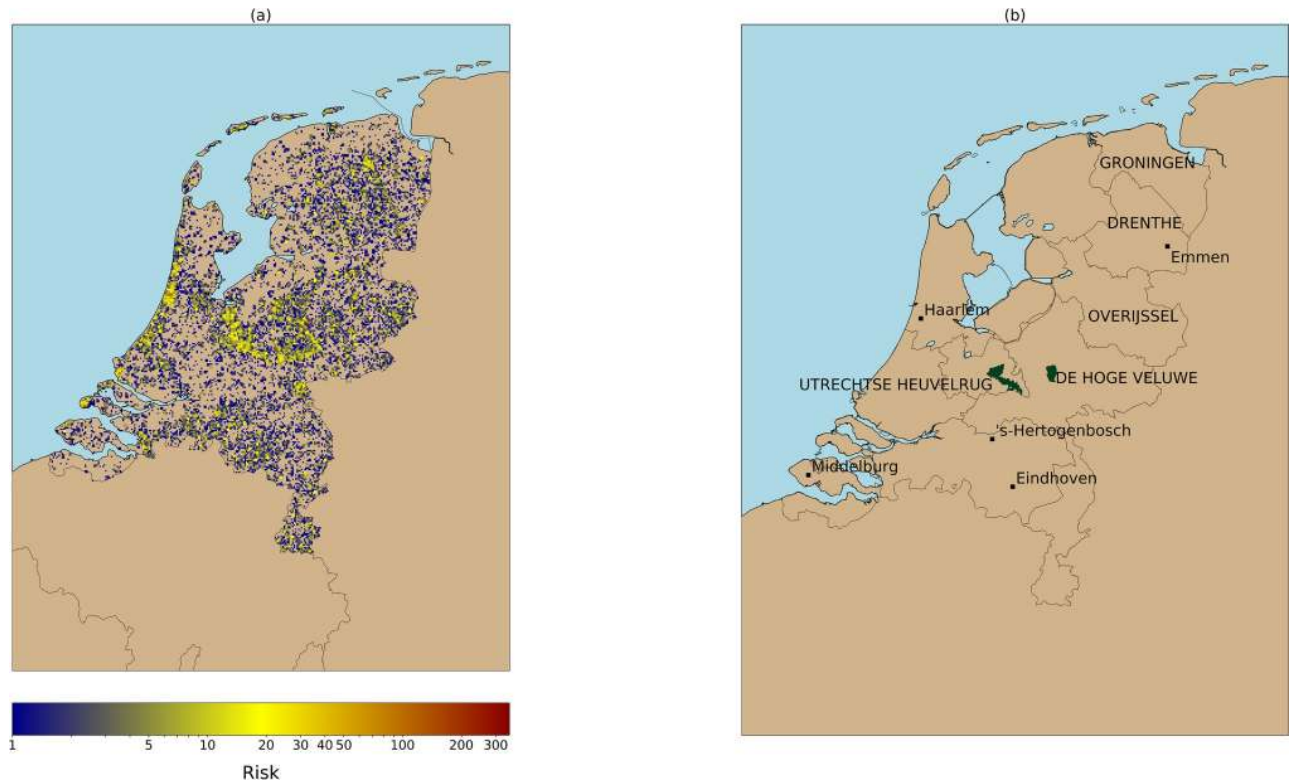 (a)
(b)
GRONINGEN
DRENTHE
Emmen
Haarlem
OVERIJSSEL
UTRECHTSE HEUVELRUG
DE HOGE VELUWE
's-Hertogenbosch
Middelburg
Eindhoven
1 5 10 20 30 40 50 100 200 300
Risk